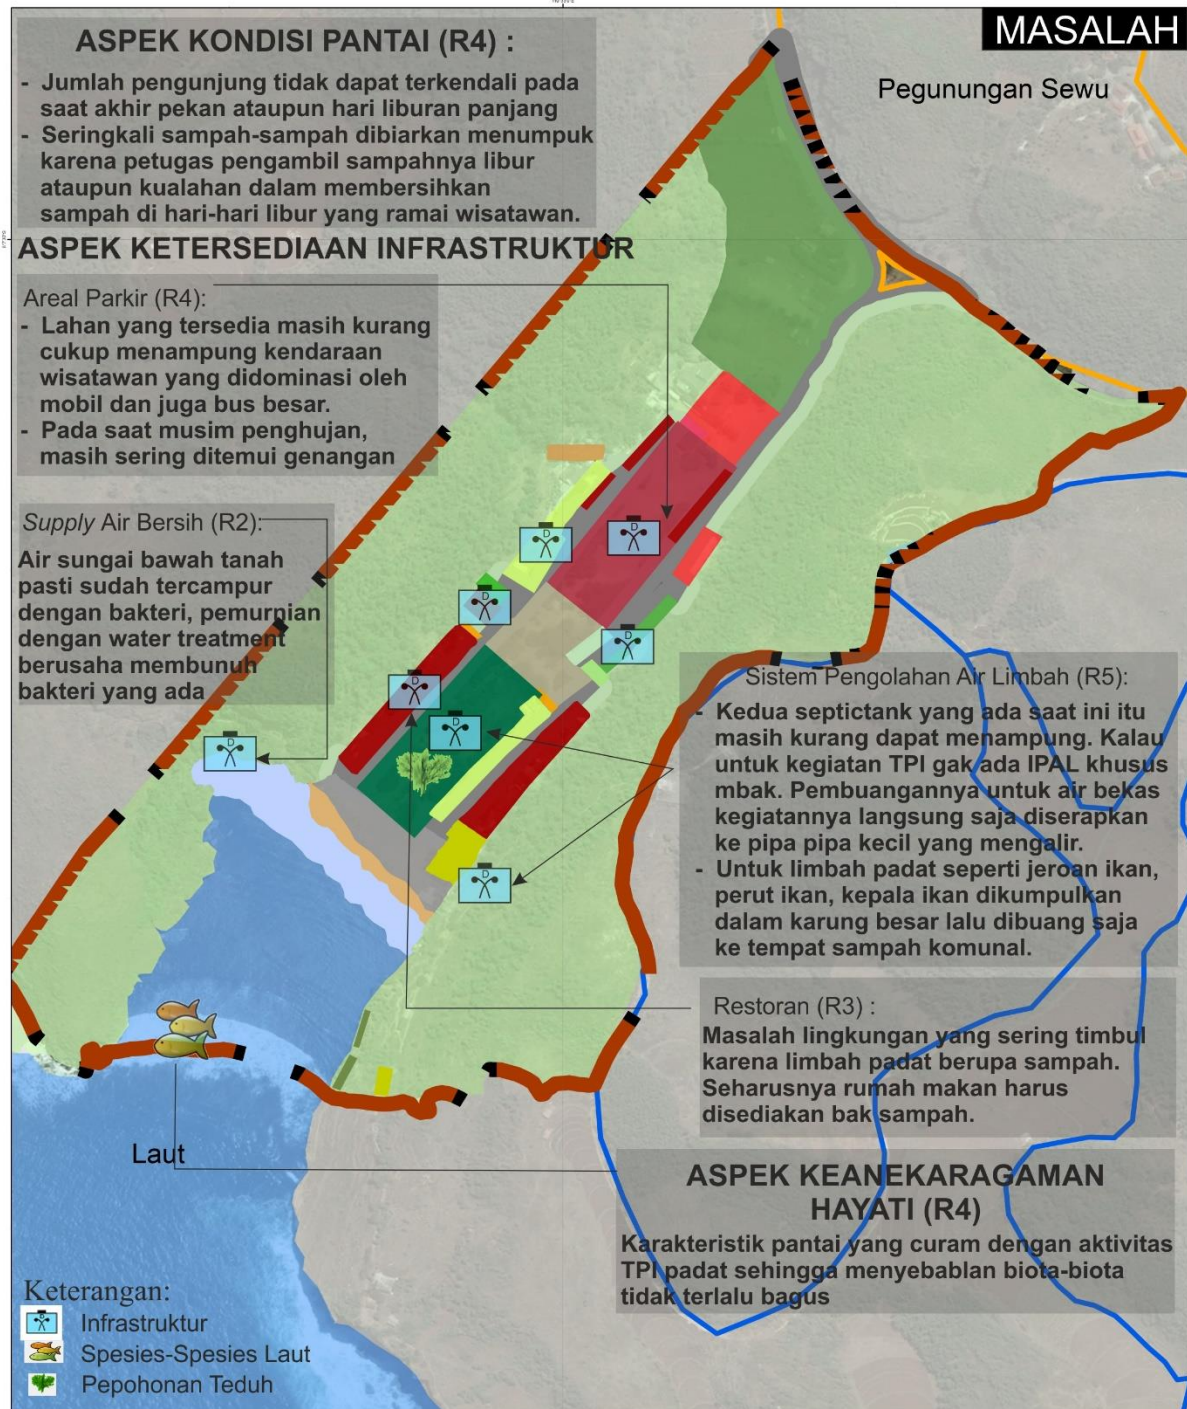 MASALAH
ASPEK KONDISI PANTAI (R4) :
- Jumlah pengunjung tidak dapat terkendali pada
saat akhir pekan ataupun hari liburan panjang
- Seringkali sampah-sampah dibiarkan menumpuk
karena petugas pengambil sampahnya libur
ataupun kualahan dalam membersihkan
sampah di hari-hari libur yang ramai wisatawan.
Pegunungan Sewu
ASPEK KETERSEDIAAN INFRASTRUKTUR
Areal Parkir (R4):
- Lahan yang tersedia masih kurang
cukup menampung kendaraan
wisatawan yang didominasi oleh
mobil dan juga bus besar.
- Pada saat musim penghujan,
masih sering ditemui genangan
Supply Air Bersih (R2):
Air sungai bawah tanah
pasti sudah tercampur
dengan bakteri, pemurnian
dengan water treatment
berusaha membunuh
bakteri yang ada
D
D
D
D
D
D
D
D
Sistem Pengolahan Air Limbah (R5):
- Kedua septictank yang ada saat ini itu
masih kurang dapat menampung. Kalau
untuk kegiatan TPI gak ada IPAL khusus
mbak. Pembuangannya untuk air bekas
kegiatannya langsung saja diserapkan
ke pipa pipa kecil yang mengalir.
- Untuk limbah padat seperti jeroan ikan,
perut ikan, kepala ikan dikumpulkan
dalam karung besar lalu dibuang saja
ke tempat sampah komunal.
Restoran (R3) :
Masalah lingkungan yang sering timbul
karena limbah padat berupa sampah.
Seharusnya rumah makan harus
disediakan bak sampah.
Laut
ASPEK KEANEKARAGAMAN
HAYATI (R4)
Karakteristik pantai yang curam dengan aktivitas
TPI padat sehingga menyebablan biota-biota
tidak terlalu bagus
Keterangan:
Infrastruktur
Spesies-Spesies Laut
Pepohonan Teduh